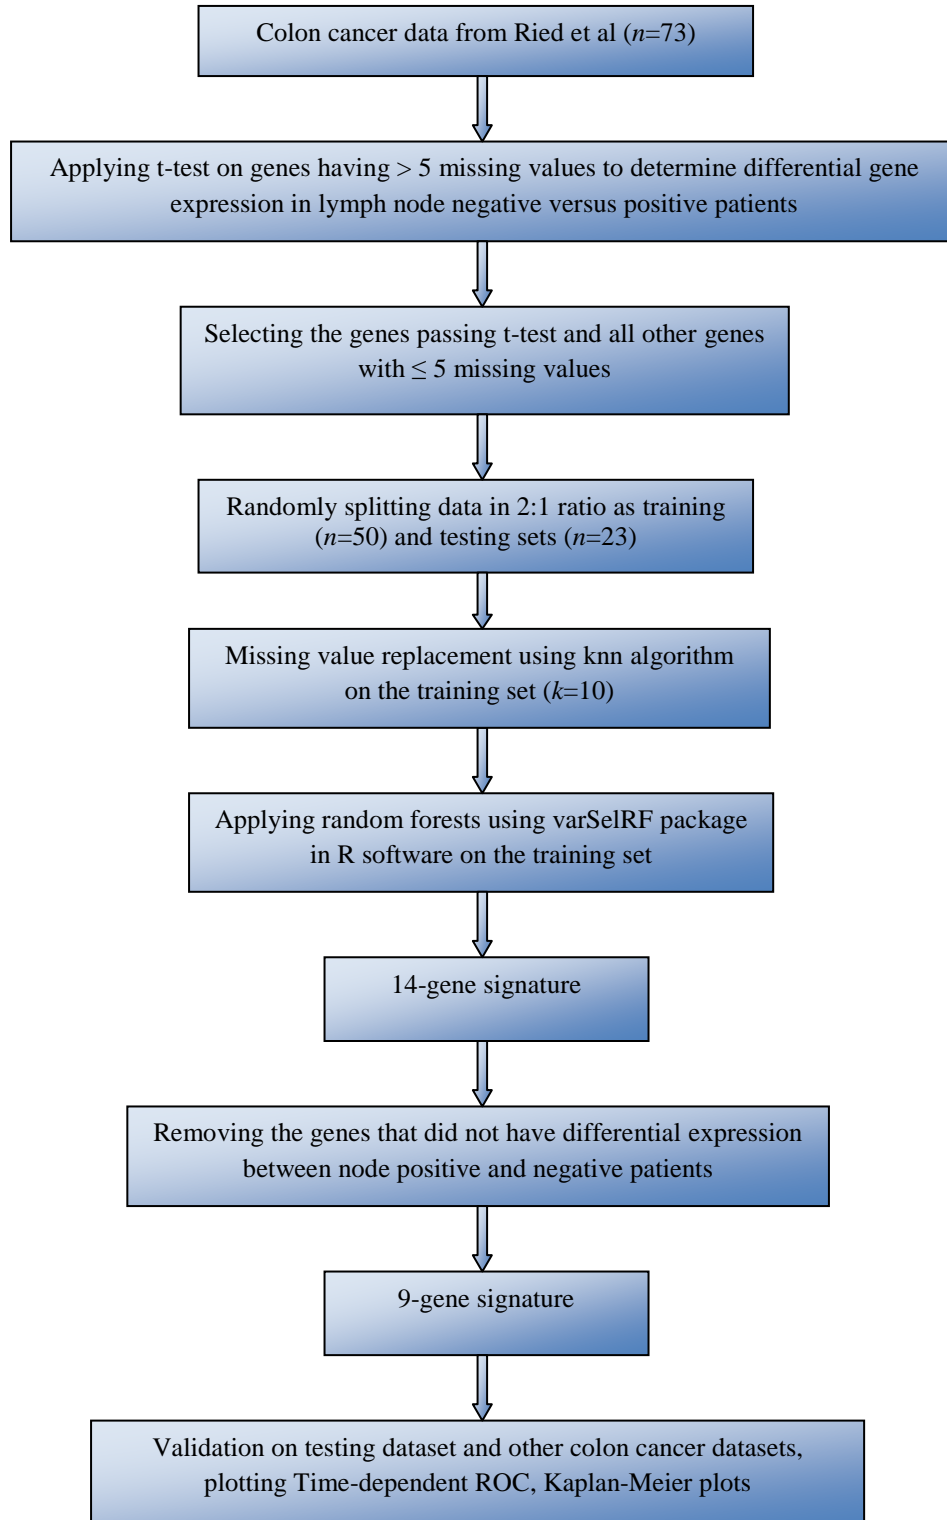 Colon cancer data from Ried et al (n=73)
Applying t-test on genes having > 5 missing values to determine differential gene
expression in lymph node negative versus positive patients
Selecting the genes passing t-test and all other genes
with ≤ 5 missing values
Randomly splitting data in 2:1 ratio as training
(n=50) and testing sets (n=23)
Missing value replacement using knn algorithm
on the training set (k=10)
Applying random forests using varSelRF package
in R software on the training set
14-gene signature
Removing the genes that did not have differential expression
between node positive and negative patients
9-gene signature
Validation on testing dataset and other colon cancer datasets,
plotting Time-dependent ROC, Kaplan-Meier plots